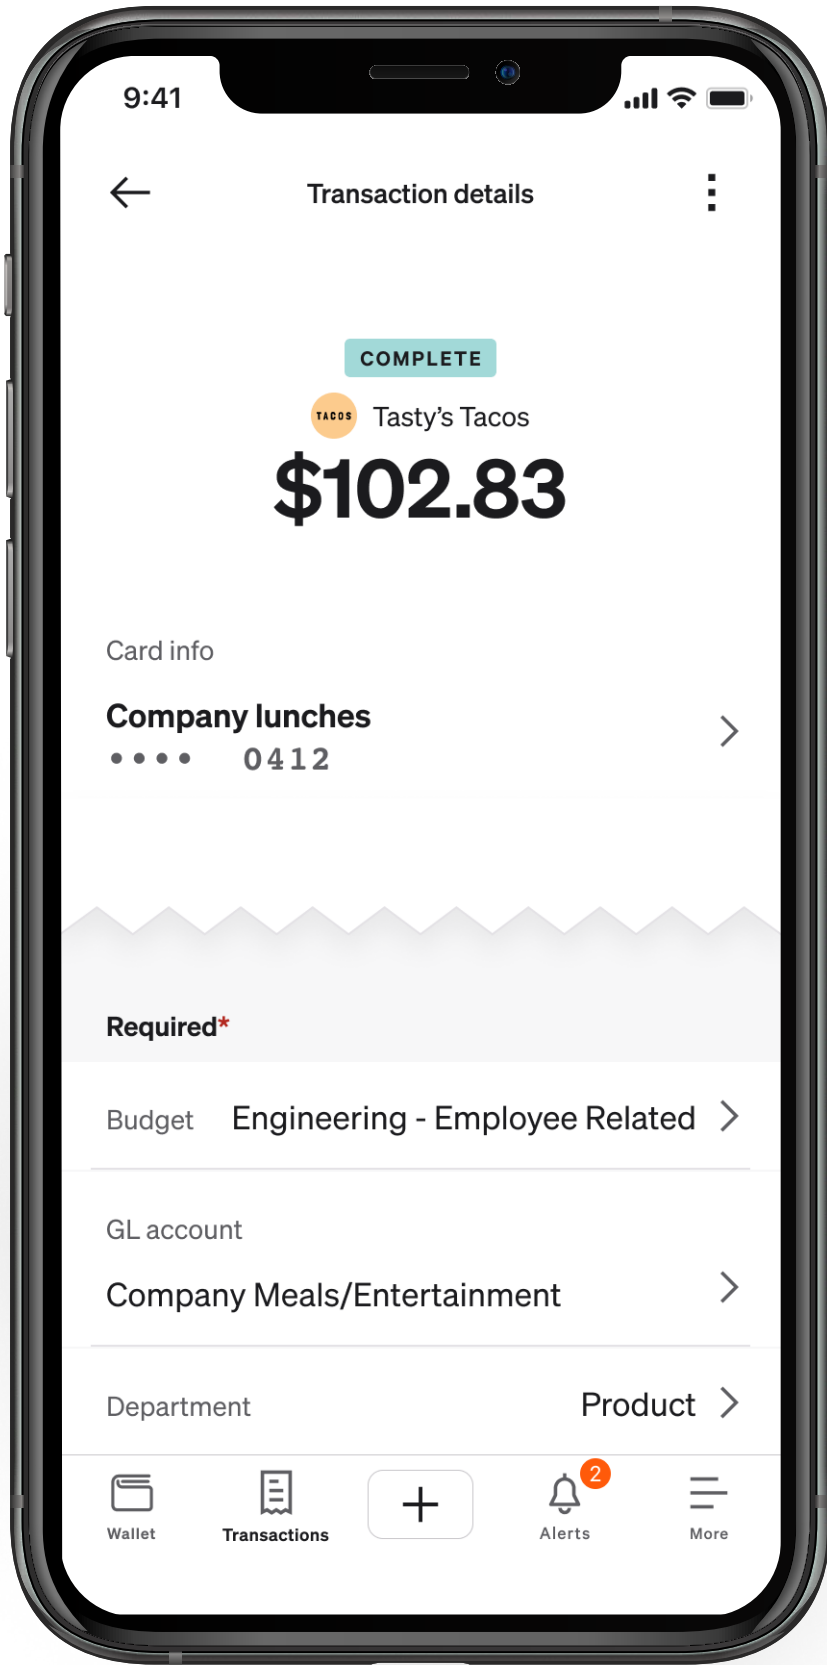 9:41
Transaction details
COMPLETE
TACOS Tasty’s Tacos
$102.83
Card info
Company lunches
•••• 0412
Required*
Budget Engineering - Employee Related
GL account
Company Meals/Entertainment
Department Product
2
Wallet Transactions Alerts More